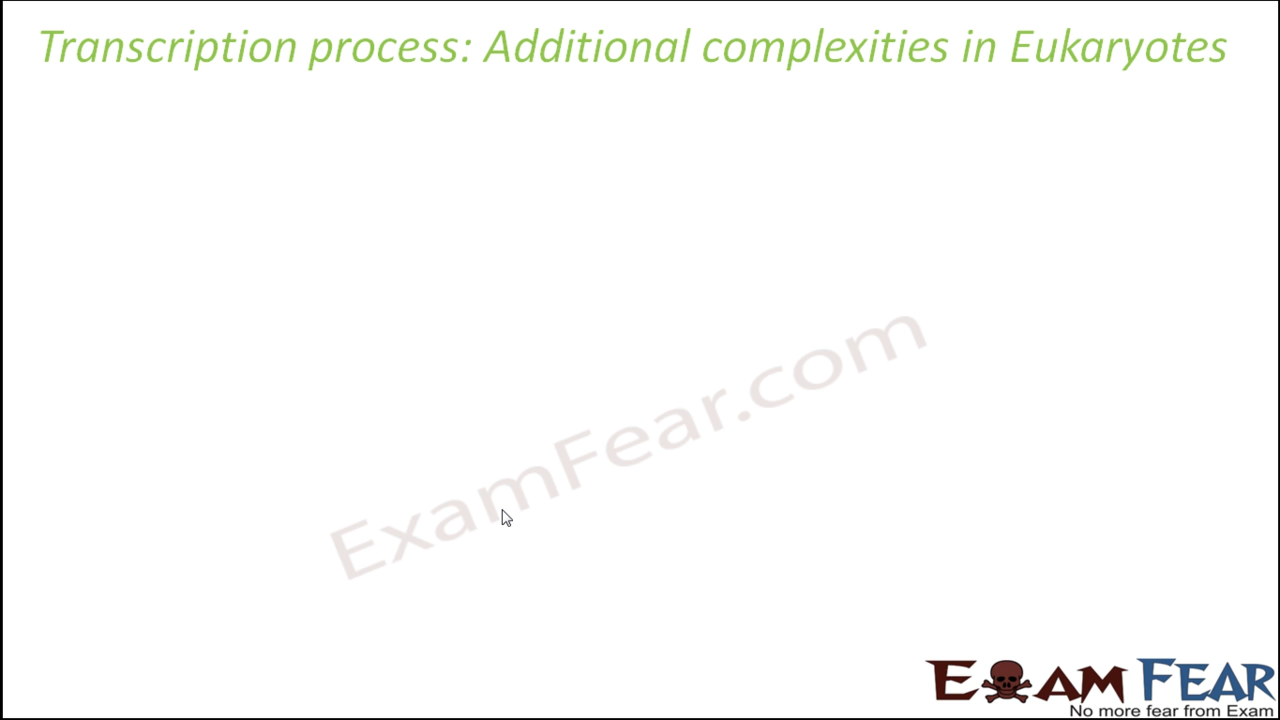 Transcription process: Additional complexities in Eukaryotes
ExamFear.com
EXAM FEAR
No more fear from Exam